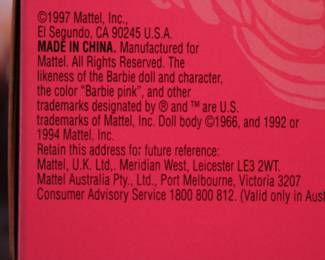 ©1997 Mattel, Inc.,
El Segundo, CA 90245 U.S.A.
MADE IN CHINA. Manufactured for
Mattel. All Rights Reserved. The
likeness of the Barbie doll and character,
the color "Barbie pink", and other
trademarks designated by ® and ™ are U.S.
trademarks of Mattel, Inc. Doll body ©1966, and 1992 or
1994 Mattel, Inc.
Retain this address for future reference:
Mattel, U.K. Ltd,. Meridian West, Leicester LE3 2WT.
Mattel Australia Pty., Ltd., Port Melbourne, Victoria 3207
Consumer Advisory Service 1800 800 812. (Valid only in Aust